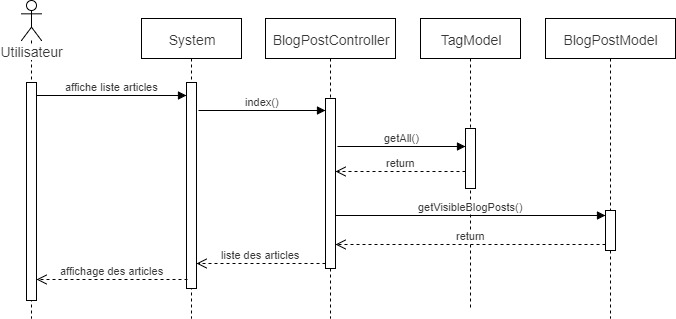 Utilisateur
System
BlogPostController
TagModel
BlogPostModel
affiche liste articles
index()
getAll()
return
getVisibleBlogPosts()
return
liste des articles
affichage des articles